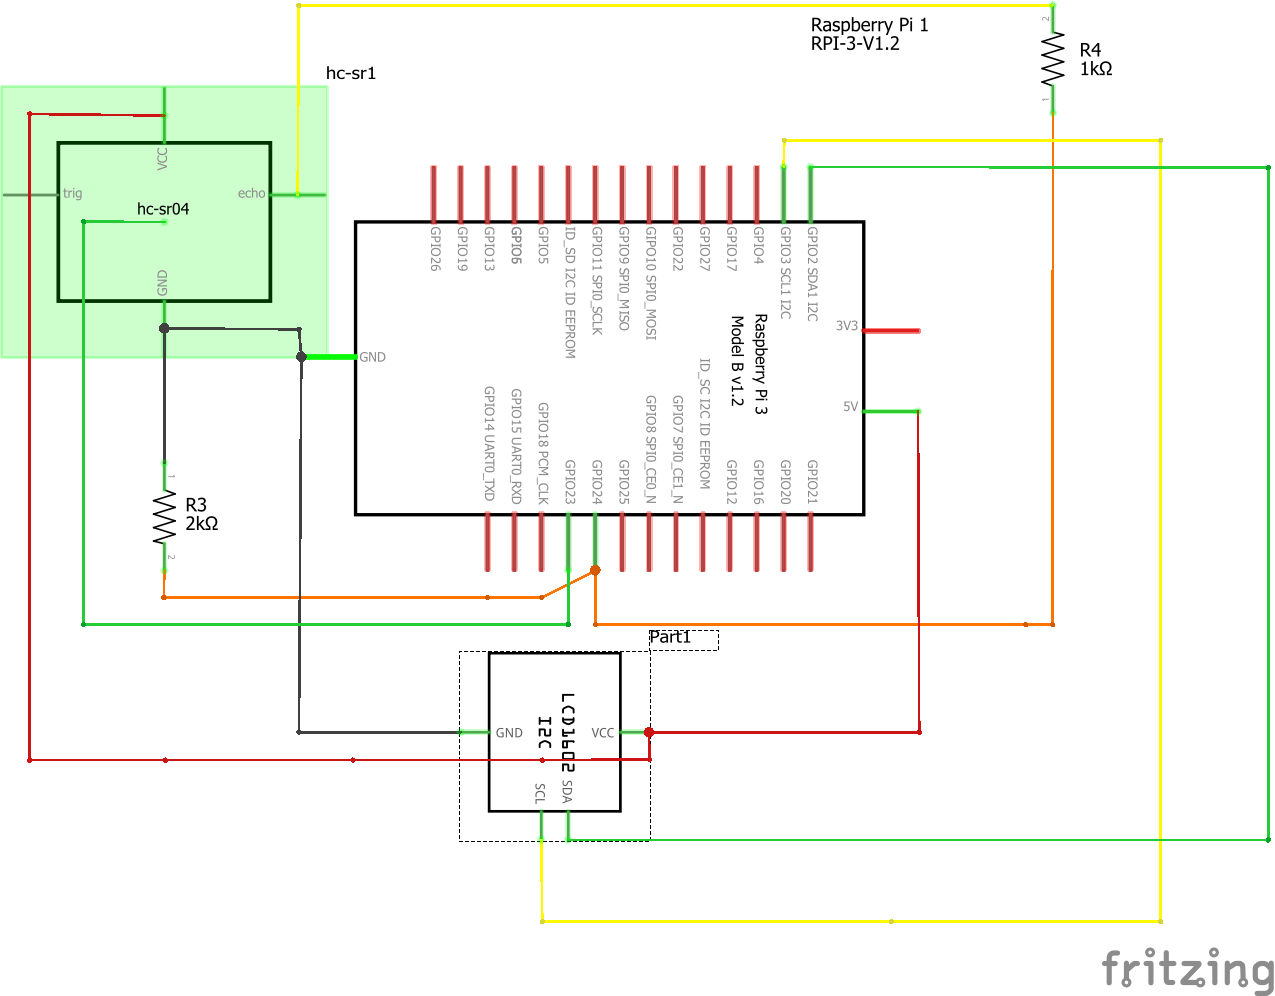 Raspberry Pi 1
RPI-3-V1.2
2
R4
1kΩ
1
hc-sr1
VCC
trig
echo
hc-sr04
GND
GPIO26
GPIO19
GPIO13
GPIO6
GPIO5
ID_SD I2C ID EEPROM
GPIO11 SPI0_SCLK
GPIO9 SPI0_MISO
GIPO10 SPI0_MOSI
GPIO22
GPIO27
GPIO17
GPIO4
GPIO3 SCL1 I2C
GPIO2 SDA1 I2C
Raspberry Pi 3
Model B v1.2
3V3
GND
5V
GPIO14 UART0_TXD
GPIO15 UART0_RXD
GPIO18 PCM_CLK
GPIO23
GPIO24
GPIO25
GPIO8 SPI0_CE0_N
GPIO7 SPI0_CE1_N
ID_SC I2C ID EEPROM
GPIO12
GPIO16
GPIO20
GPIO21
1
R3
2kΩ
2
Part1
LCD1602
I2C
GND
VCC
SCL
SDA
fritzing